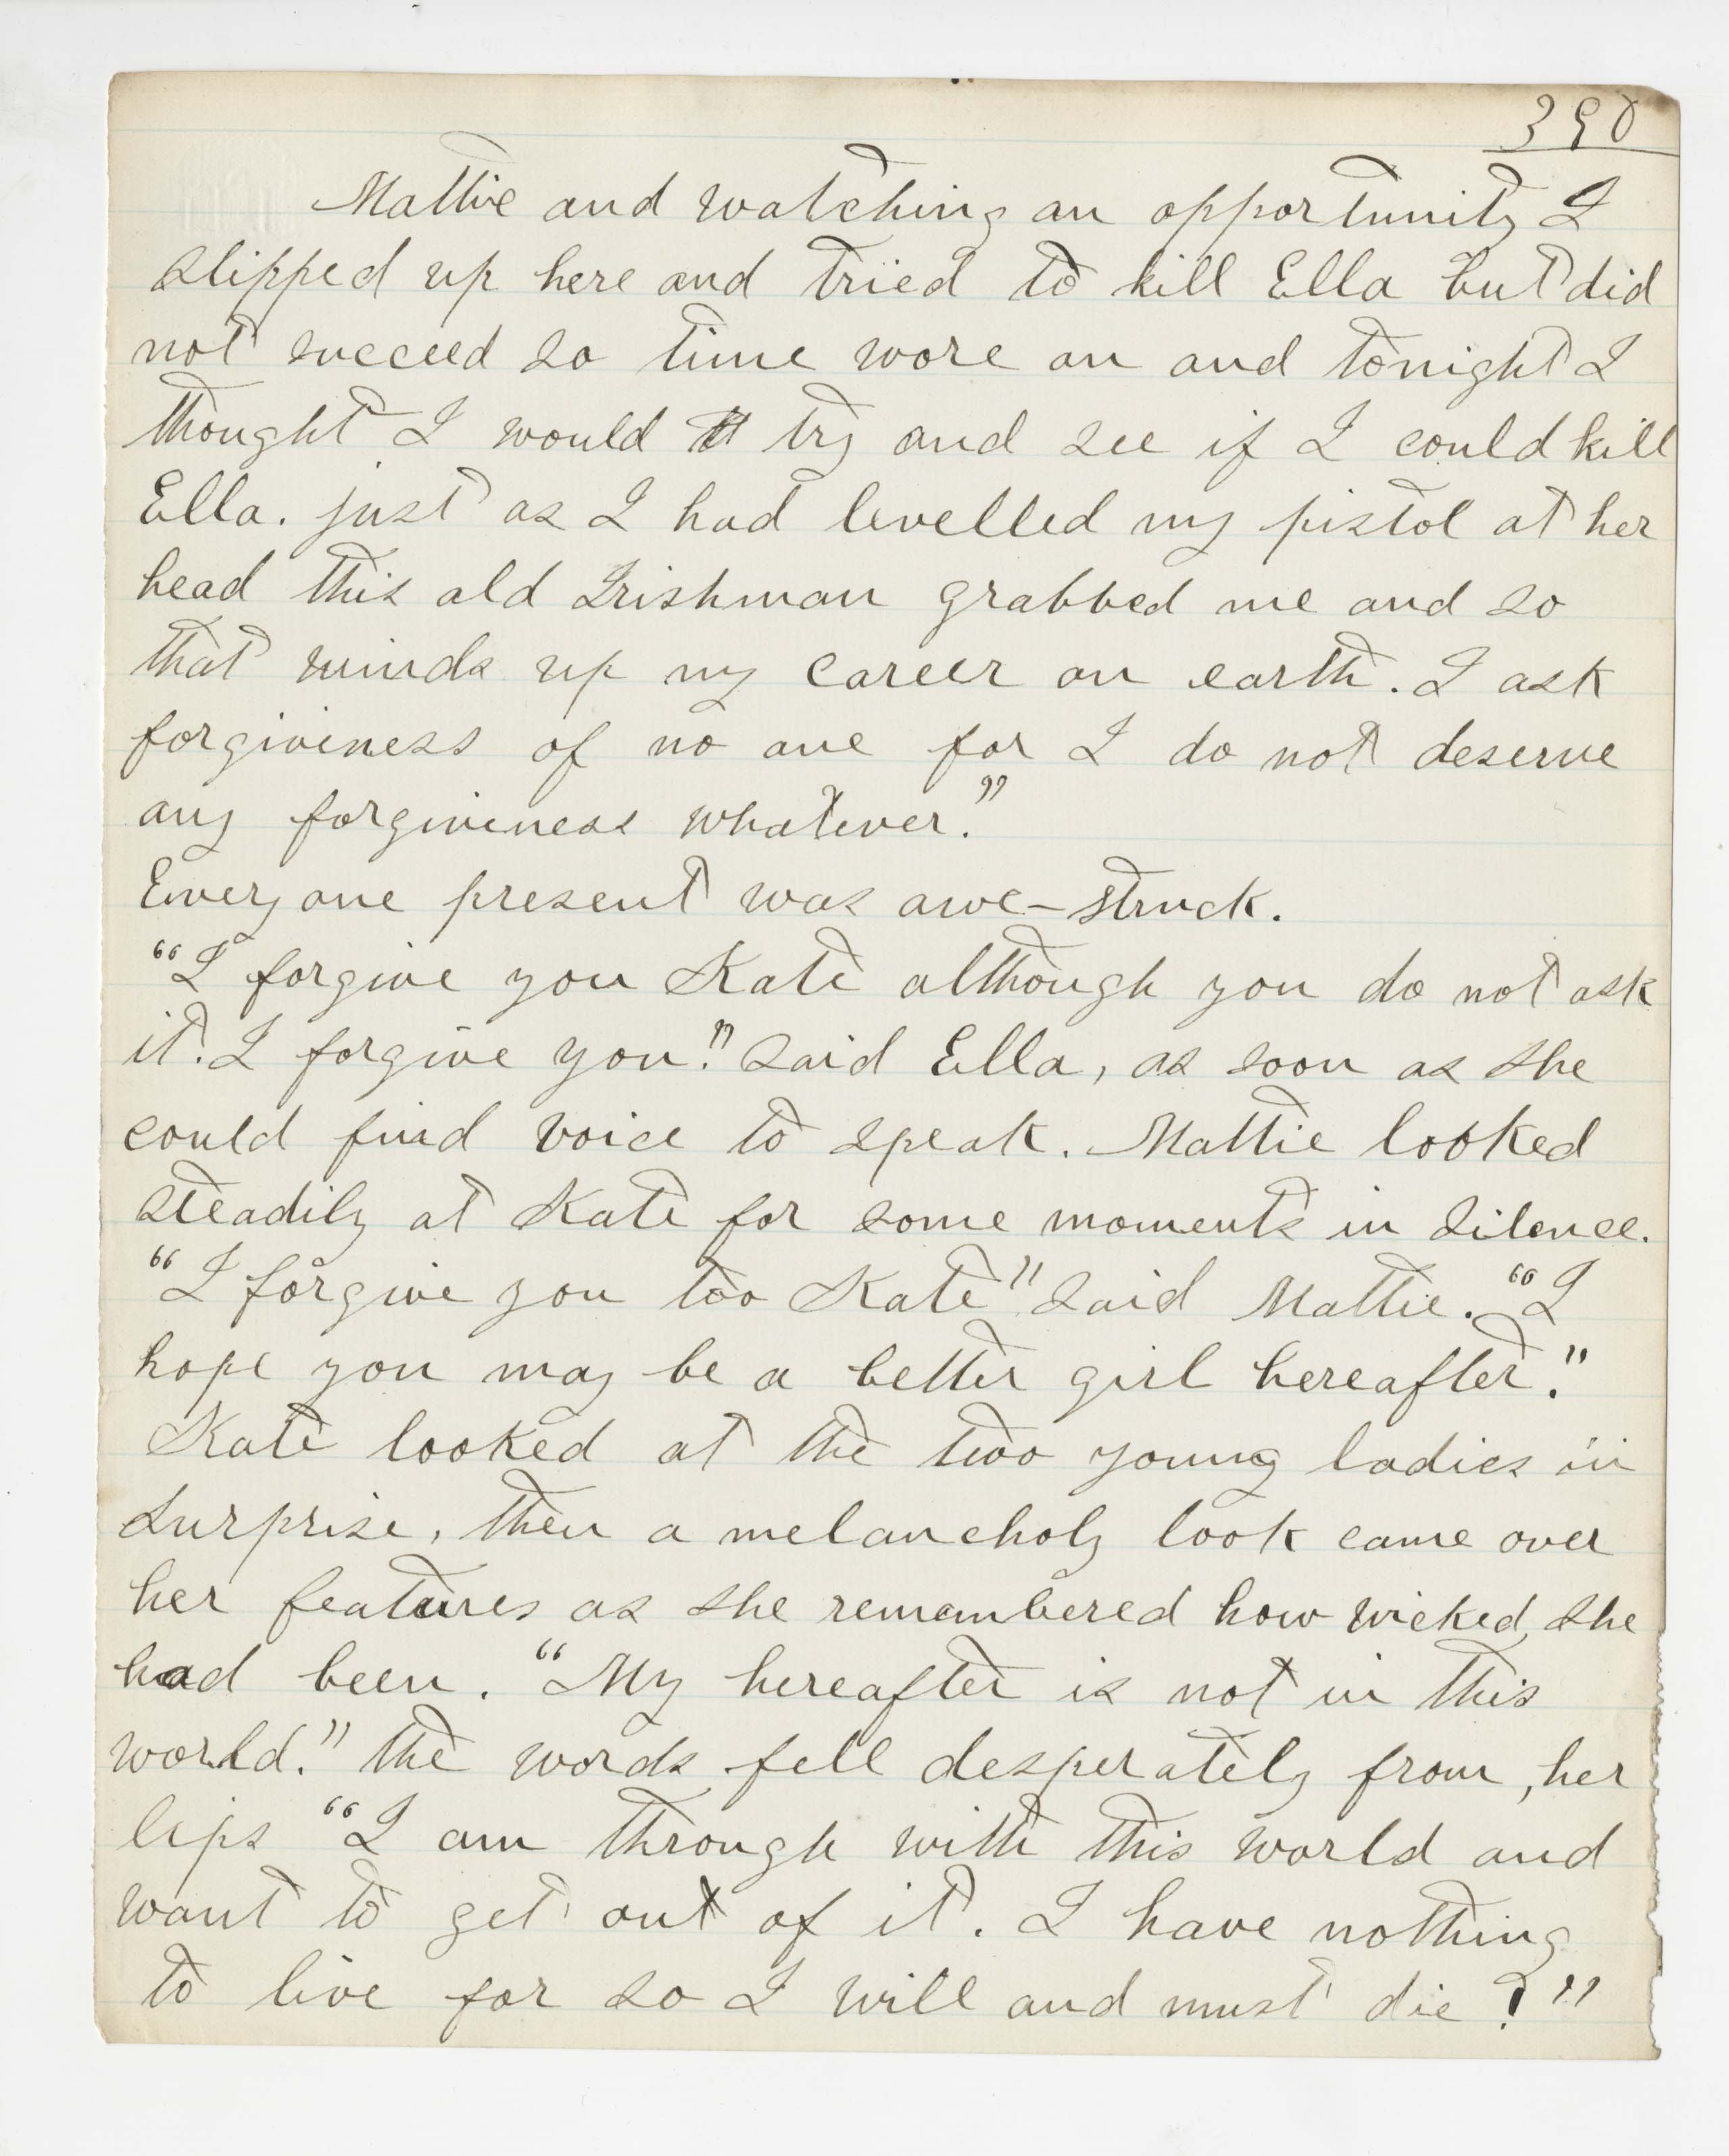 390
Mattie and watching an opportunity I
slipped up here and tried to kill Ella but did
not succeed so time wore on and tonight I
thought I would tt try and see if I could kill
Ella. just as I had levelled my pistol at her
head this old Irishman grabbed me and so
that winds up my career on earth. I ask
forgiveness of no one for I do not deserve
any forgiveness whatever."
Every one present was awe-struck.
"I forgive you Kate although you do not ask
it. I forgive you." said Ella, as soon as she
could find voice to speak. Mattie looked
steadily at Kate for some moments in silence.
"I forgive you too Kate" said Mattie. "I
hope you may be a better girl hereafter."
Kate looked at the two young ladies in
surprise, then a melancholy look came over
her features as she remembered how wicked she
had been. "My hereafter is not in this
world." the words fell desperately from, her
lips "I am through with this world and
want to get out of it. I have nothing
to live for so I will and must die?"